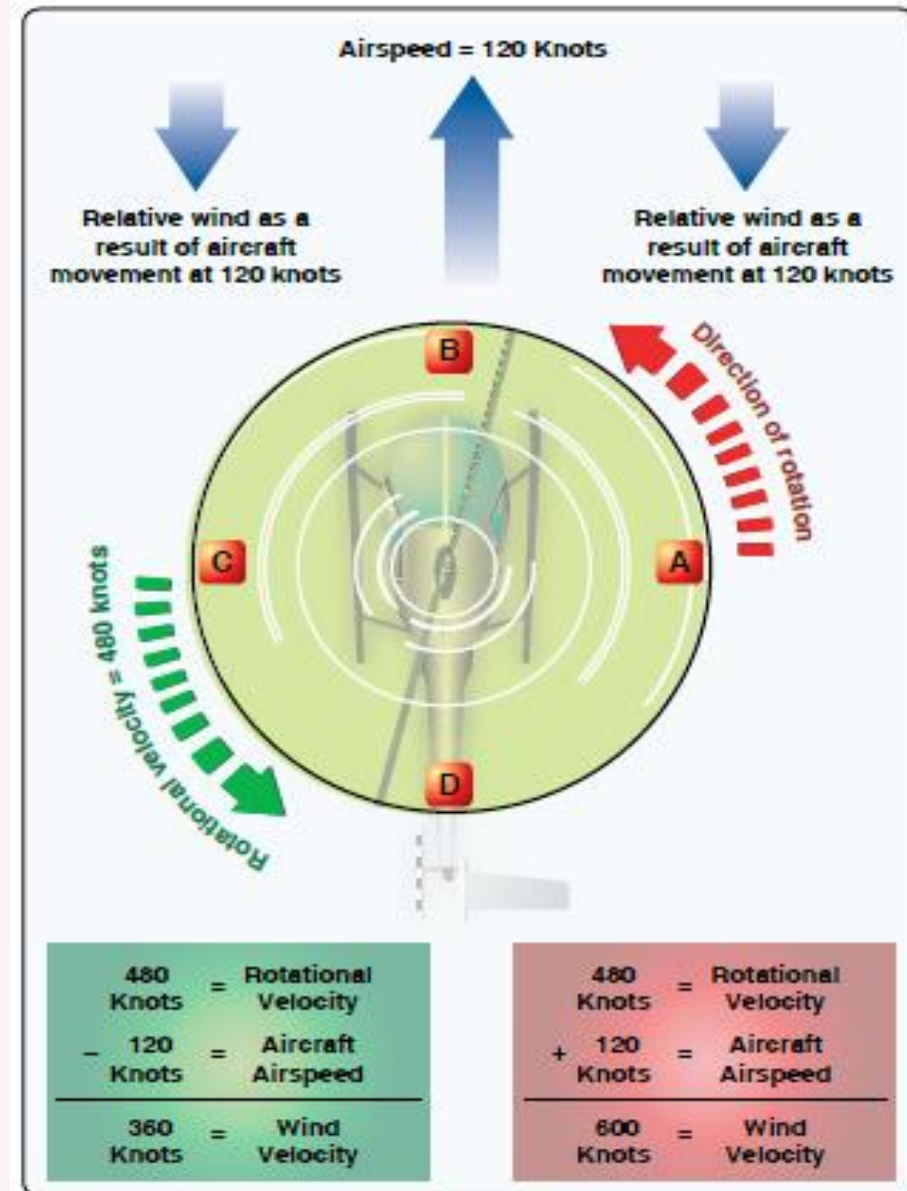 Airspeed = 120 Knots
Relative wind as a
result of aircraft
movement at 120 knots
Relative wind as a
result of aircraft
movement at 120 knots
Direction of rotation
B
C
A
D
Rotational velocity = 480 knots
480 Knots = Rotational Velocity
– 120 Knots = Aircraft Airspeed
360 Knots = Wind Velocity
480 Knots = Rotational Velocity
+ 120 Knots = Aircraft Airspeed
600 Knots = Wind Velocity